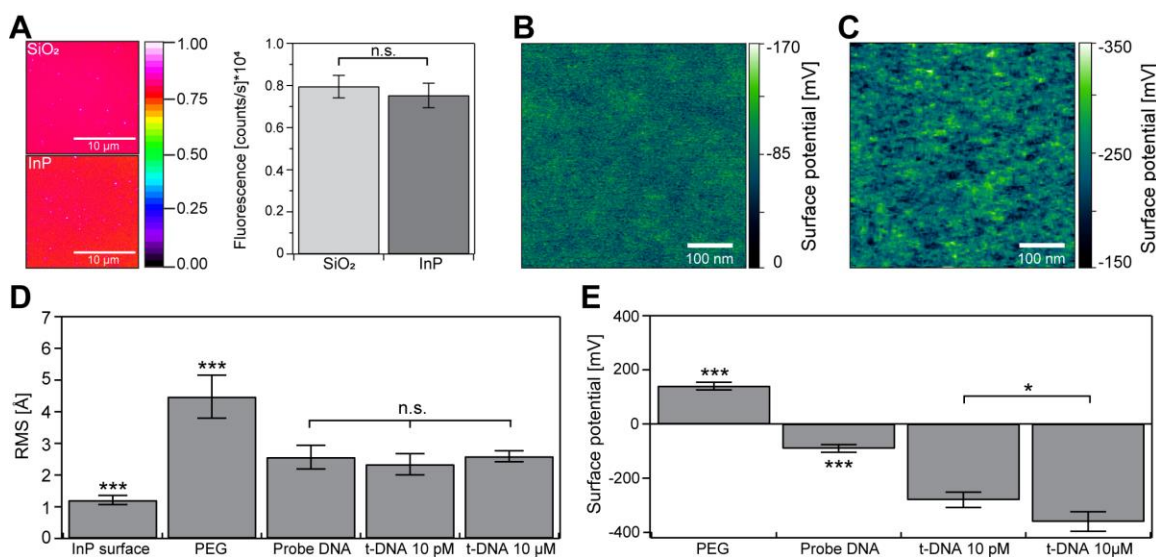 A
SiO₂
10 µm
InP
10 µm
1.00
0.75
0.50
0.25
0.00
Fluorescence [counts/s]*10⁴
1.0
0.8
0.6
0.4
0.2
0
n.s.
SiO₂ InP
B
100 nm
-170
-85
0
Surface potential [mV]
C
100 nm
-350
-250
-150
Surface potential [mV]
D
RMS [Å]
7
6
5
4
3
2
1
0
***
***
n.s.
InP surface PEG Probe DNA t-DNA 10 pM t-DNA 10 µM
E
Surface potential [mV]
400
200
0
-200
-400
***
***
*
PEG Probe DNA t-DNA 10 pM t-DNA 10µM